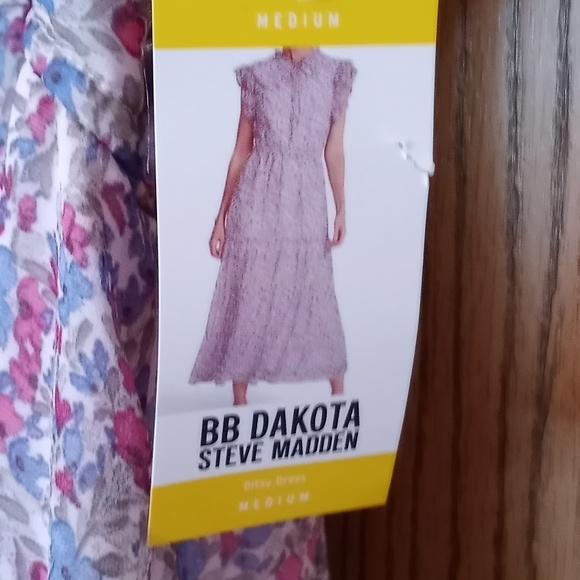 MEDIUM
BB DAKOTA
STEVE MADDEN
Ditsy Dress
MEDIUM